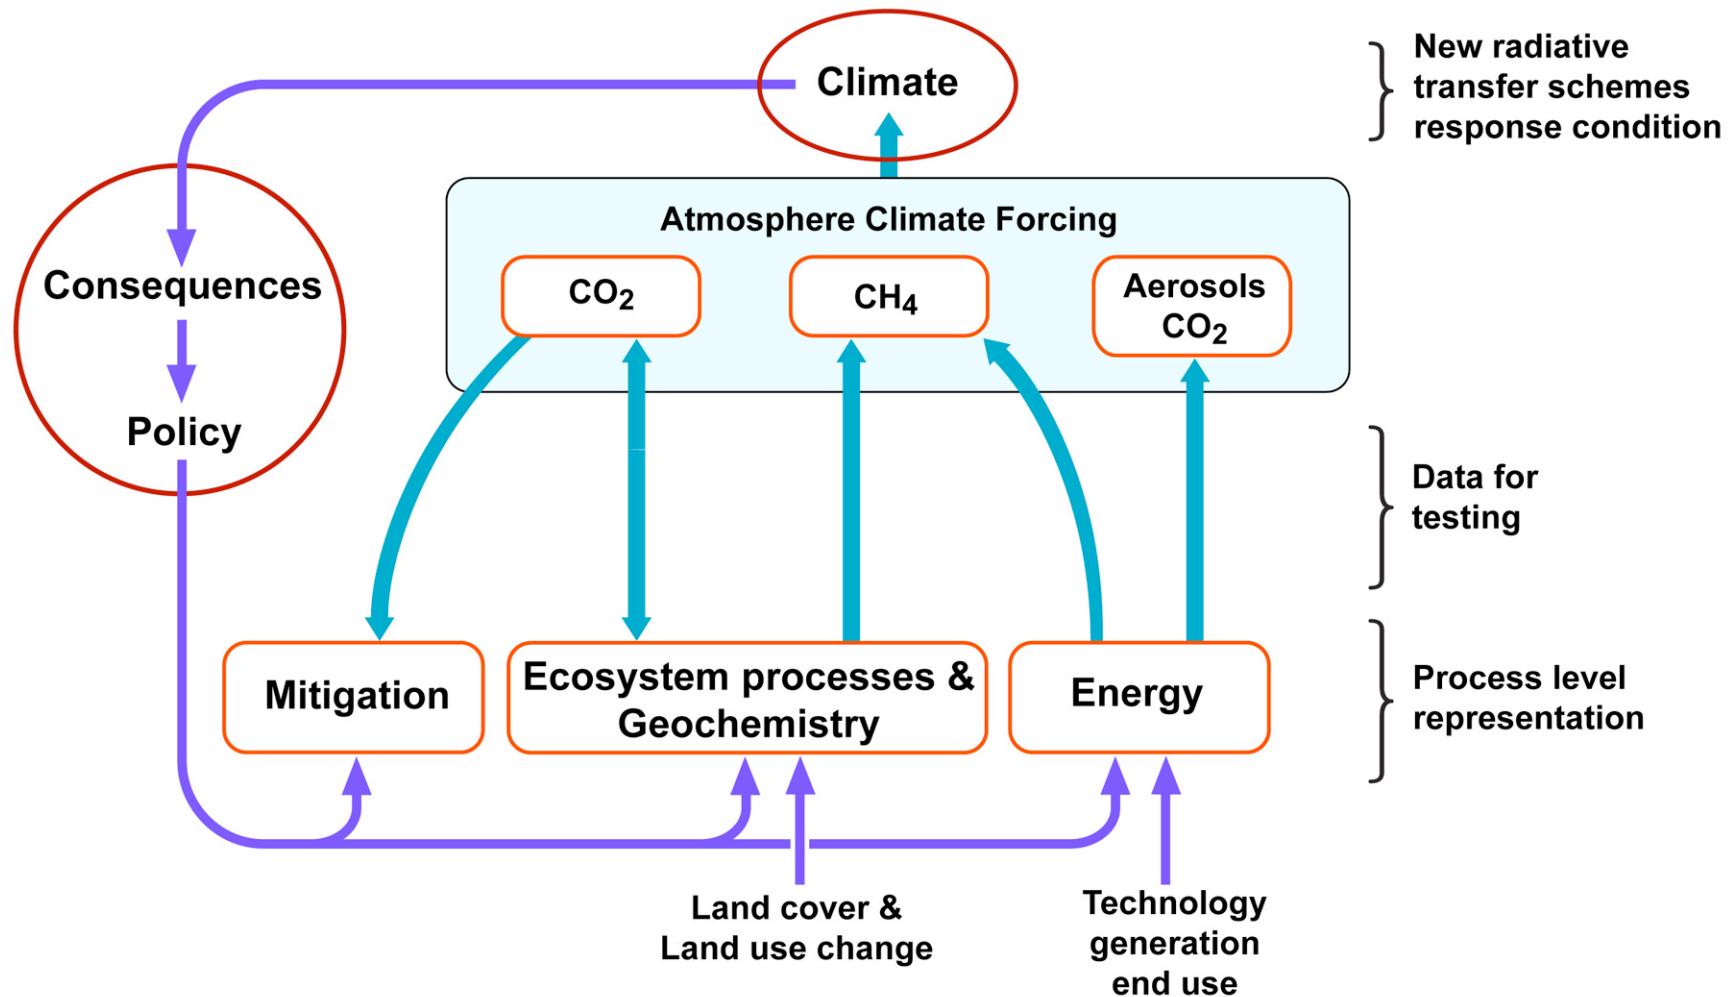 Climate
New radiative
transfer schemes
response condition
Atmosphere Climate Forcing
Consequences
Policy
CO2
CH4
Aerosols
CO2
Data for
testing
Mitigation
Ecosystem processes &
Geochemistry
Energy
Process level
representation
Land cover &
Land use change
Technology
generation
end use